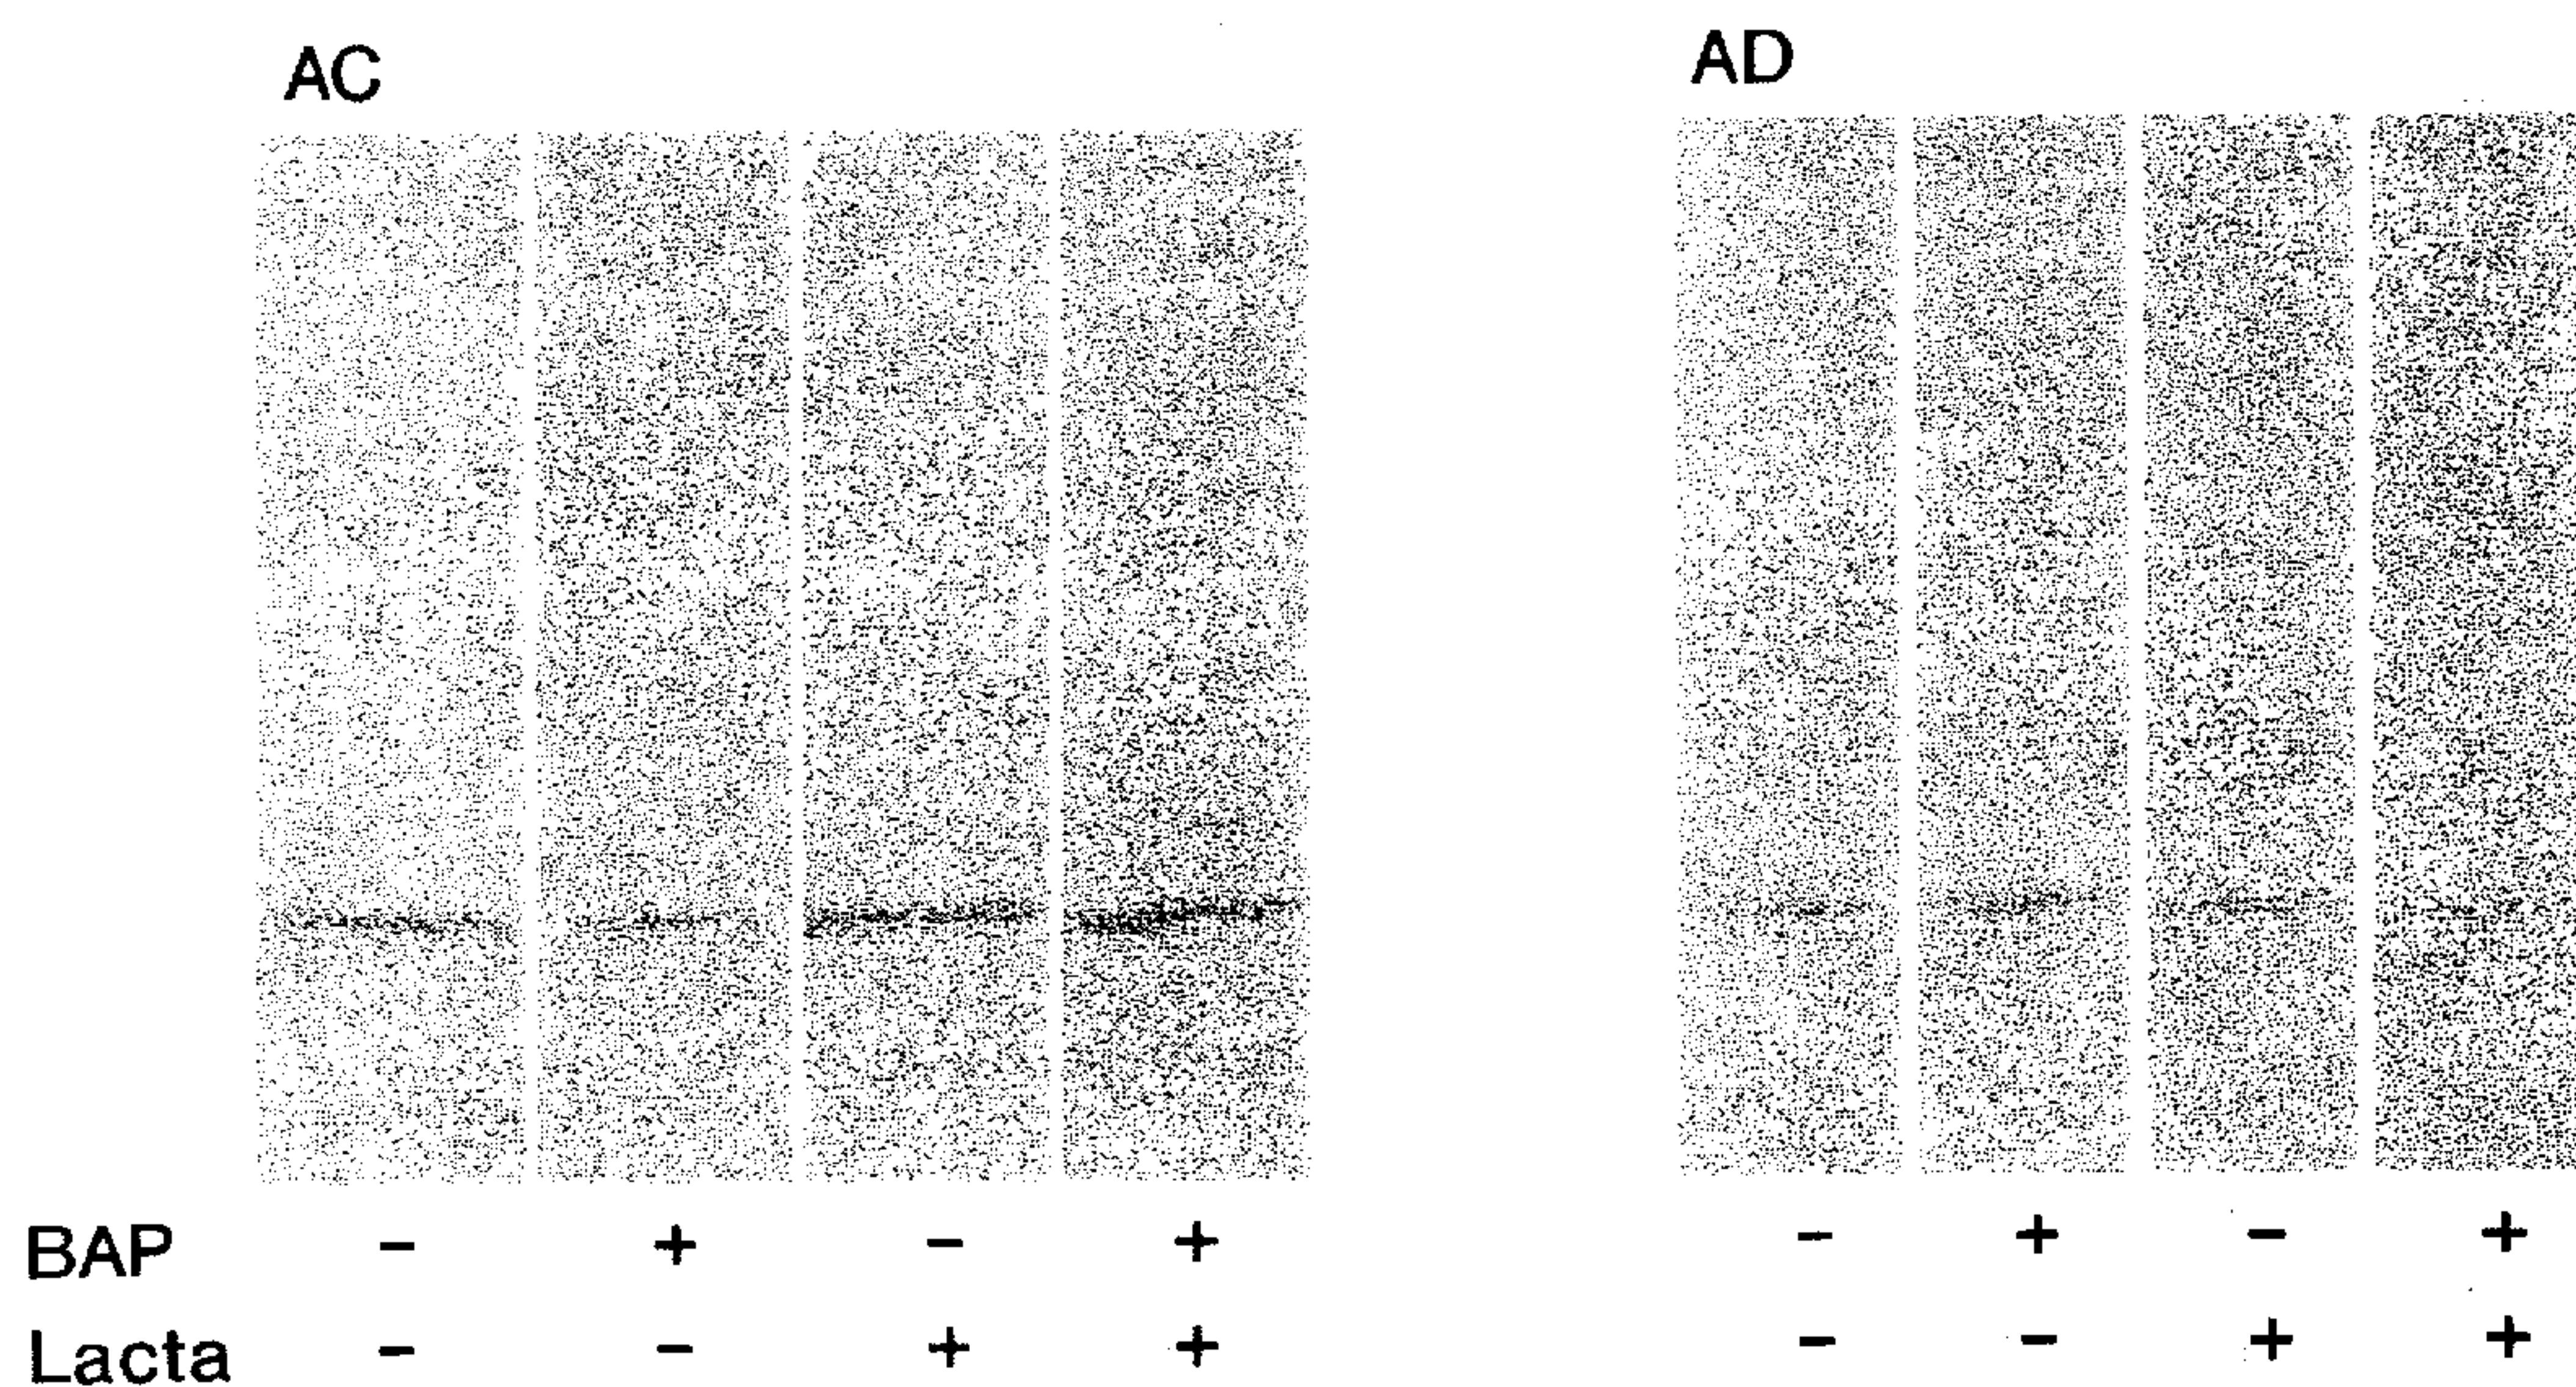 AC AD
BAP − + − + − + − +
Lacta − − + + − − + +